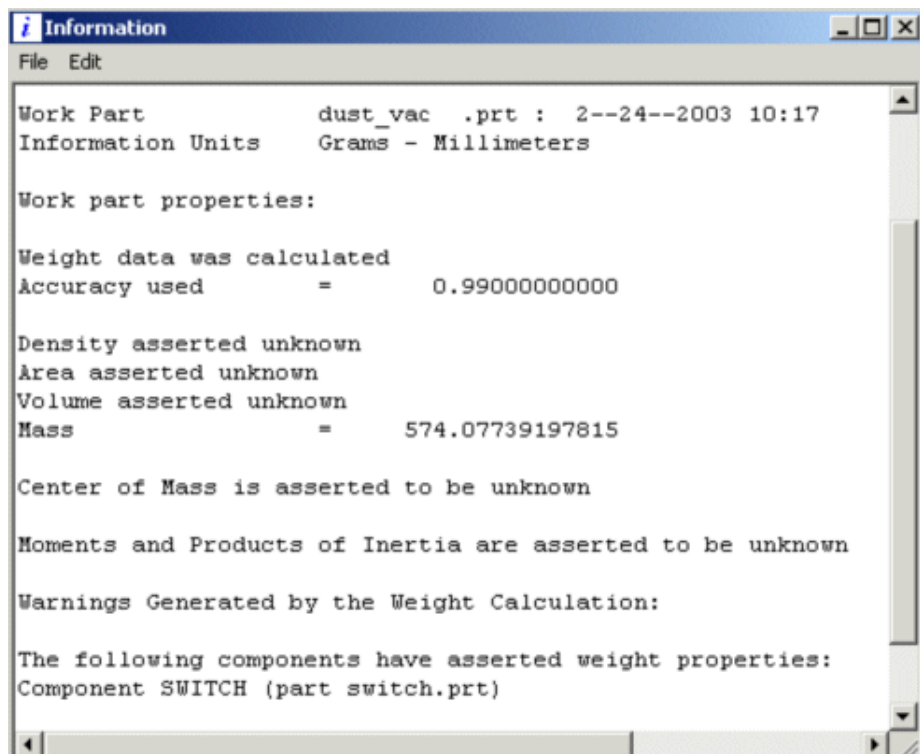 Information
File Edit
Work Part dust_vac .prt : 2--24--2003 10:17
Information Units Grams - Millimeters
Work part properties:
Weight data was calculated
Accuracy used = 0.99000000000
Density asserted unknown
Area asserted unknown
Volume asserted unknown
Mass = 574.07739197815
Center of Mass is asserted to be unknown
Moments and Products of Inertia are asserted to be unknown
Warnings Generated by the Weight Calculation:
The following components have asserted weight properties:
Component SWITCH (part switch.prt)